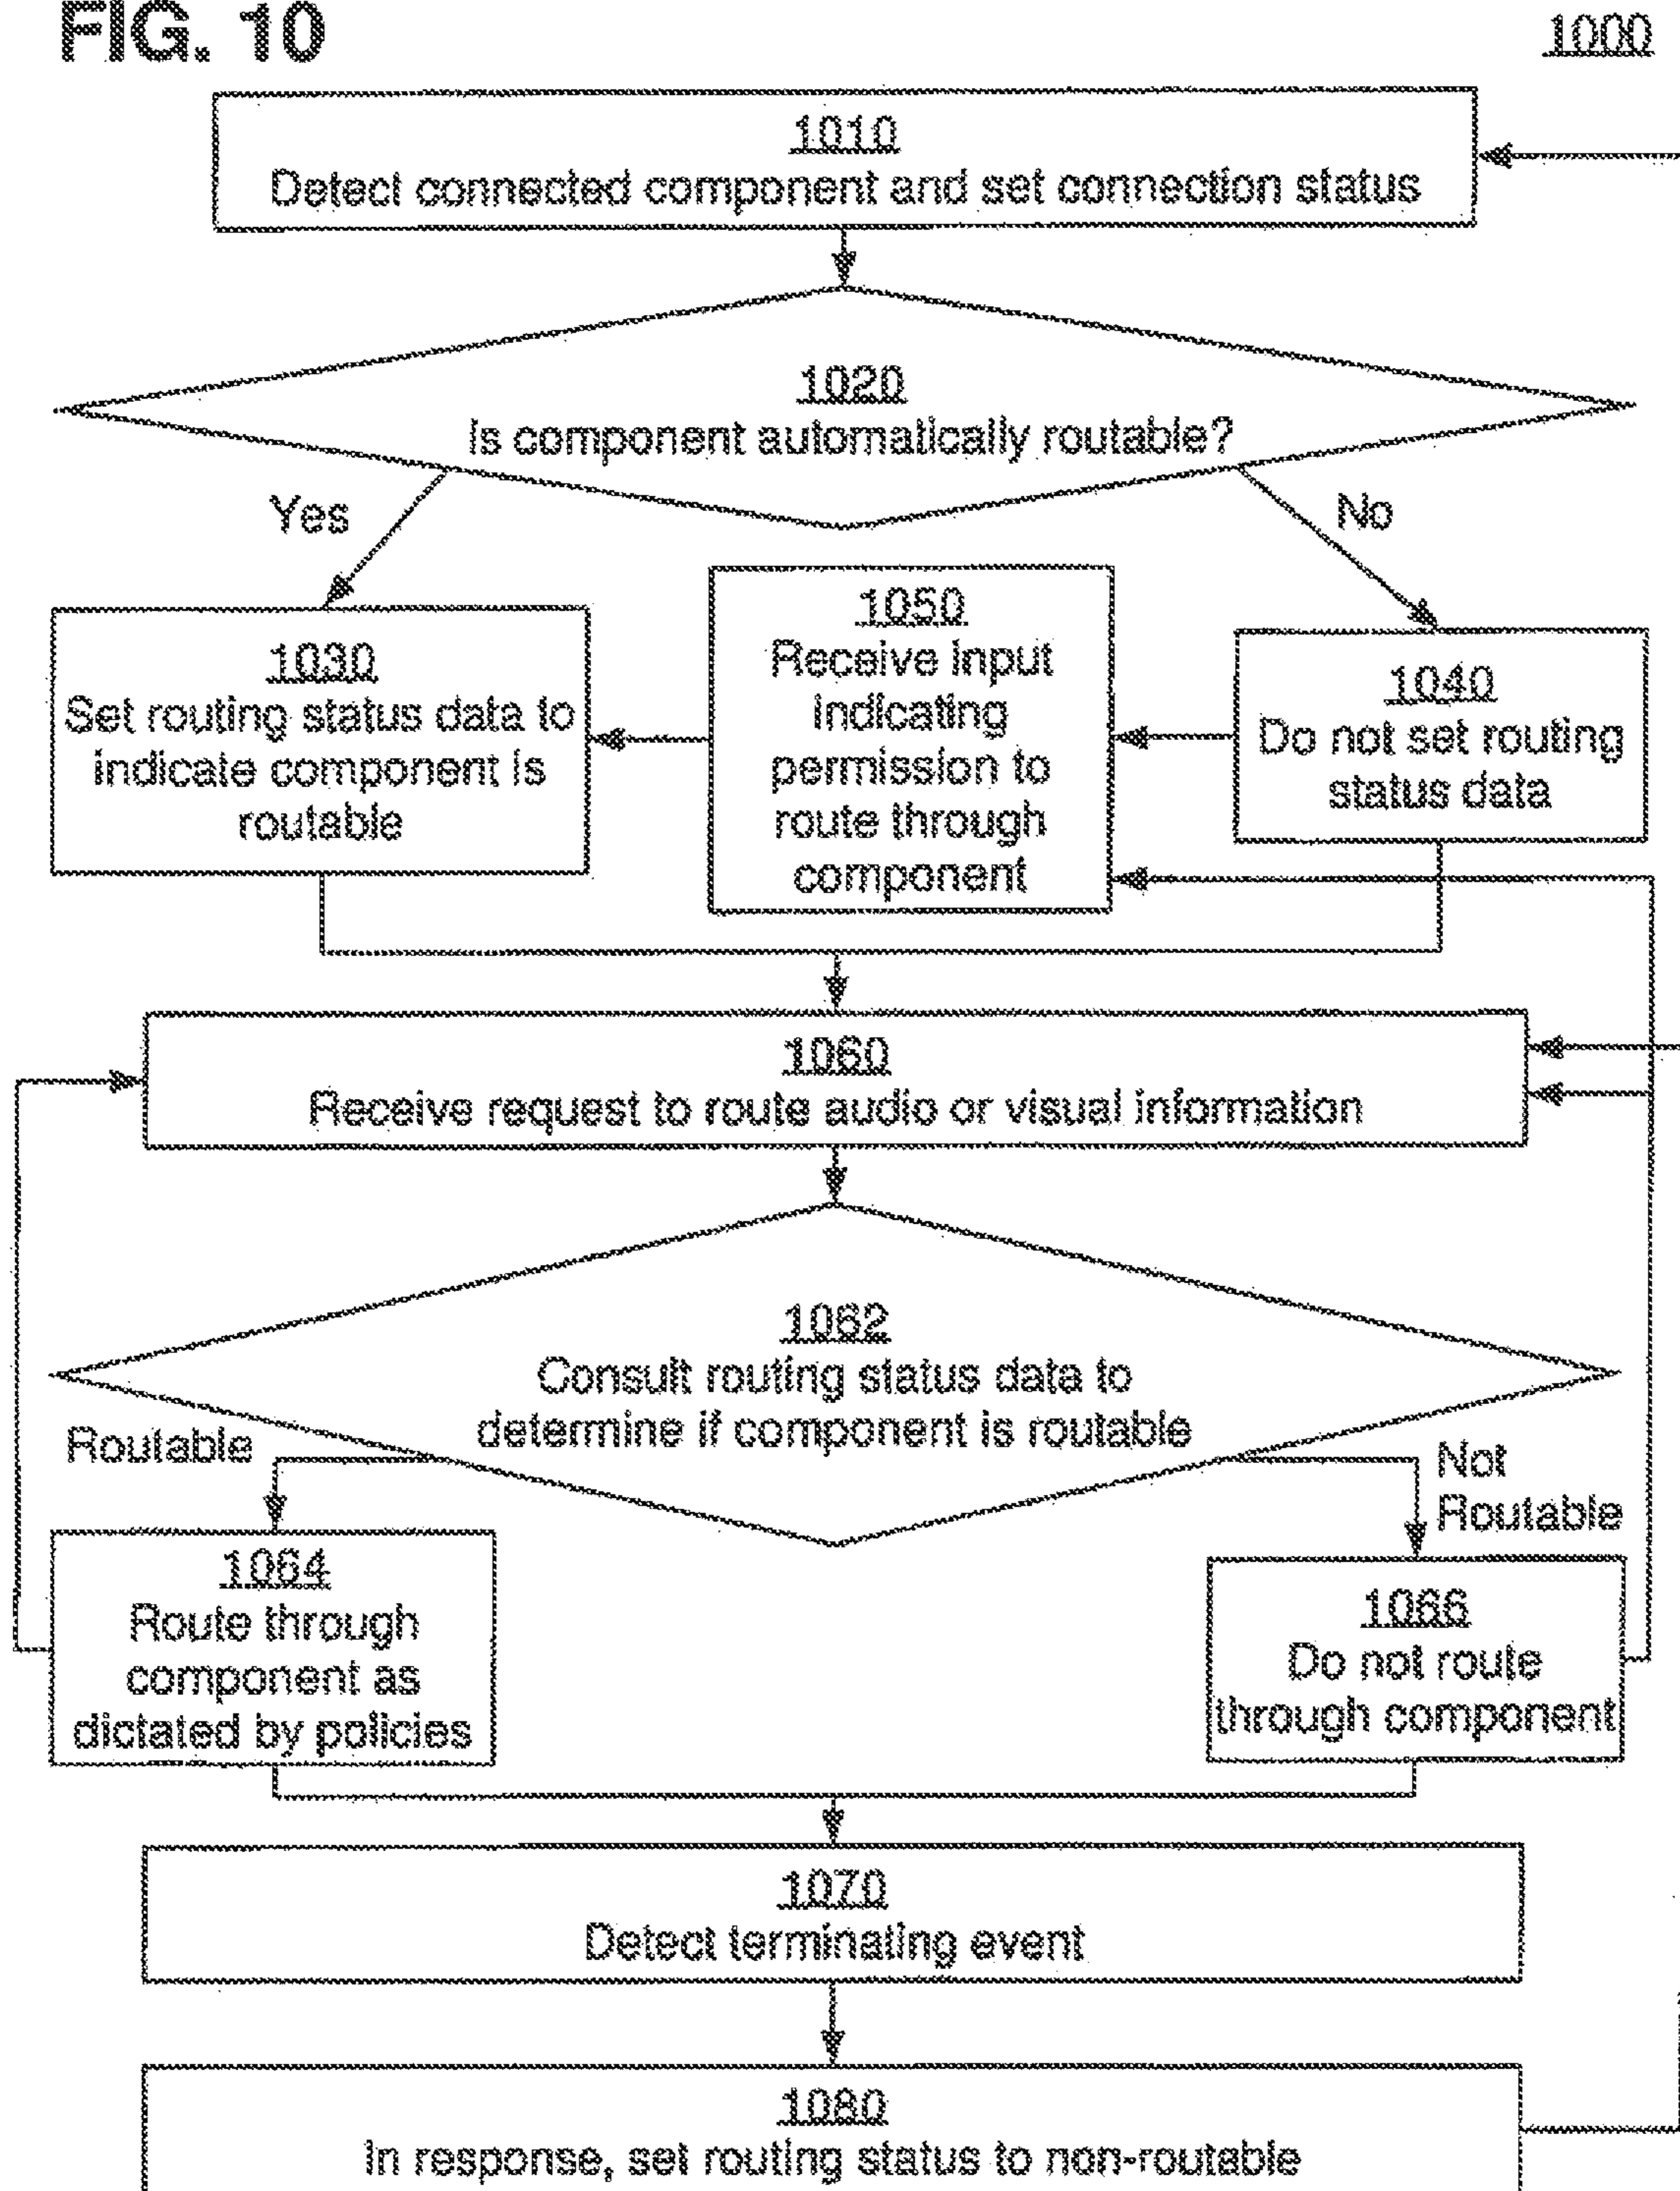 FIG. 10
1000
1010
Detect connected component and set connection status
1020
Is component automatically routable?
Yes
No
1030
Set routing status data to
indicate component is
routable
1050
Receive input
indicating
permission to
route through
component
1040
Do not set routing
status data
1060
Receive request to route audio or visual information
1062
Consult routing status data to
determine if component is routable
Routable
Not
Routable
1064
Route through
component as
dictated by policies
1066
Do not route
through component
1070
Detect terminating event
1080
In response, set routing status to non-routable